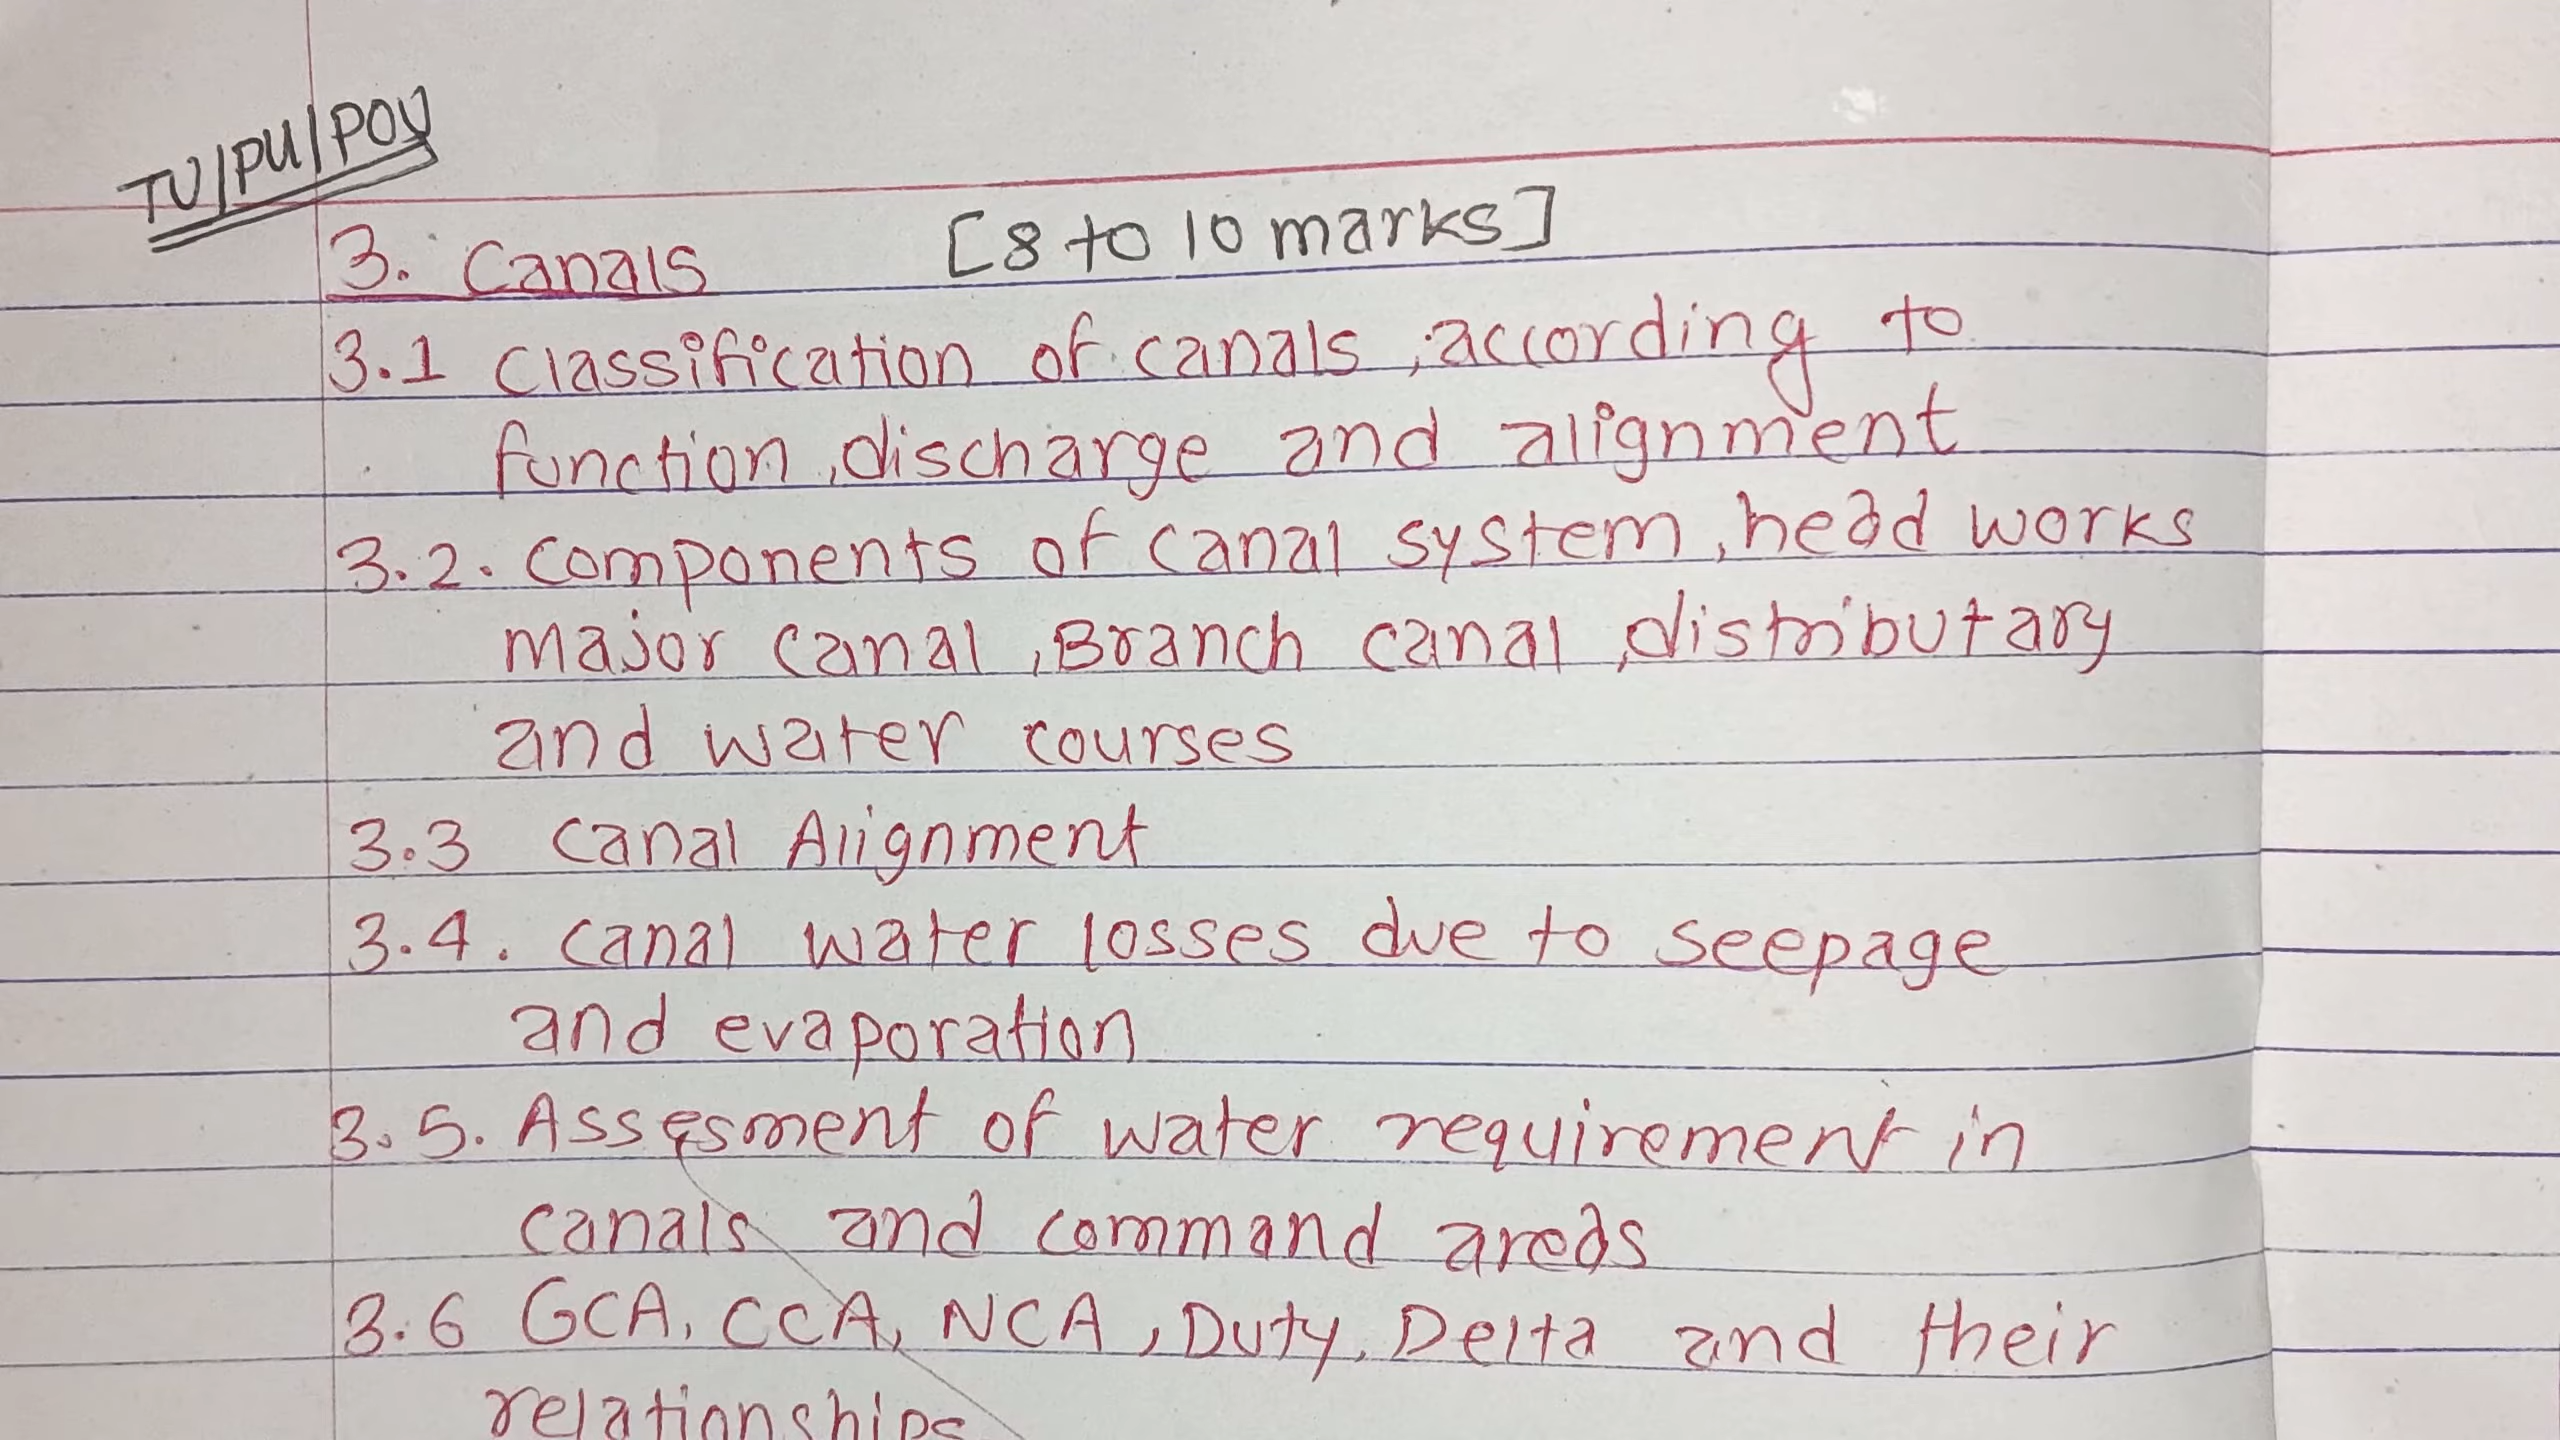 TU/PU/POU
3. Canals [8 to 10 marks]
3.1 Classification of canals, according to
function, discharge and alignment
3.2. Components of canal system, head works
major canal, Branch canal, distributary
and water courses
3.3 Canal Alignment
3.4. Canal water losses due to seepage
and evaporation
3.5. Assesment of water requirement in
canals and command areas
3.6 GCA, CCA, NCA, Duty, Delta and their
relationships